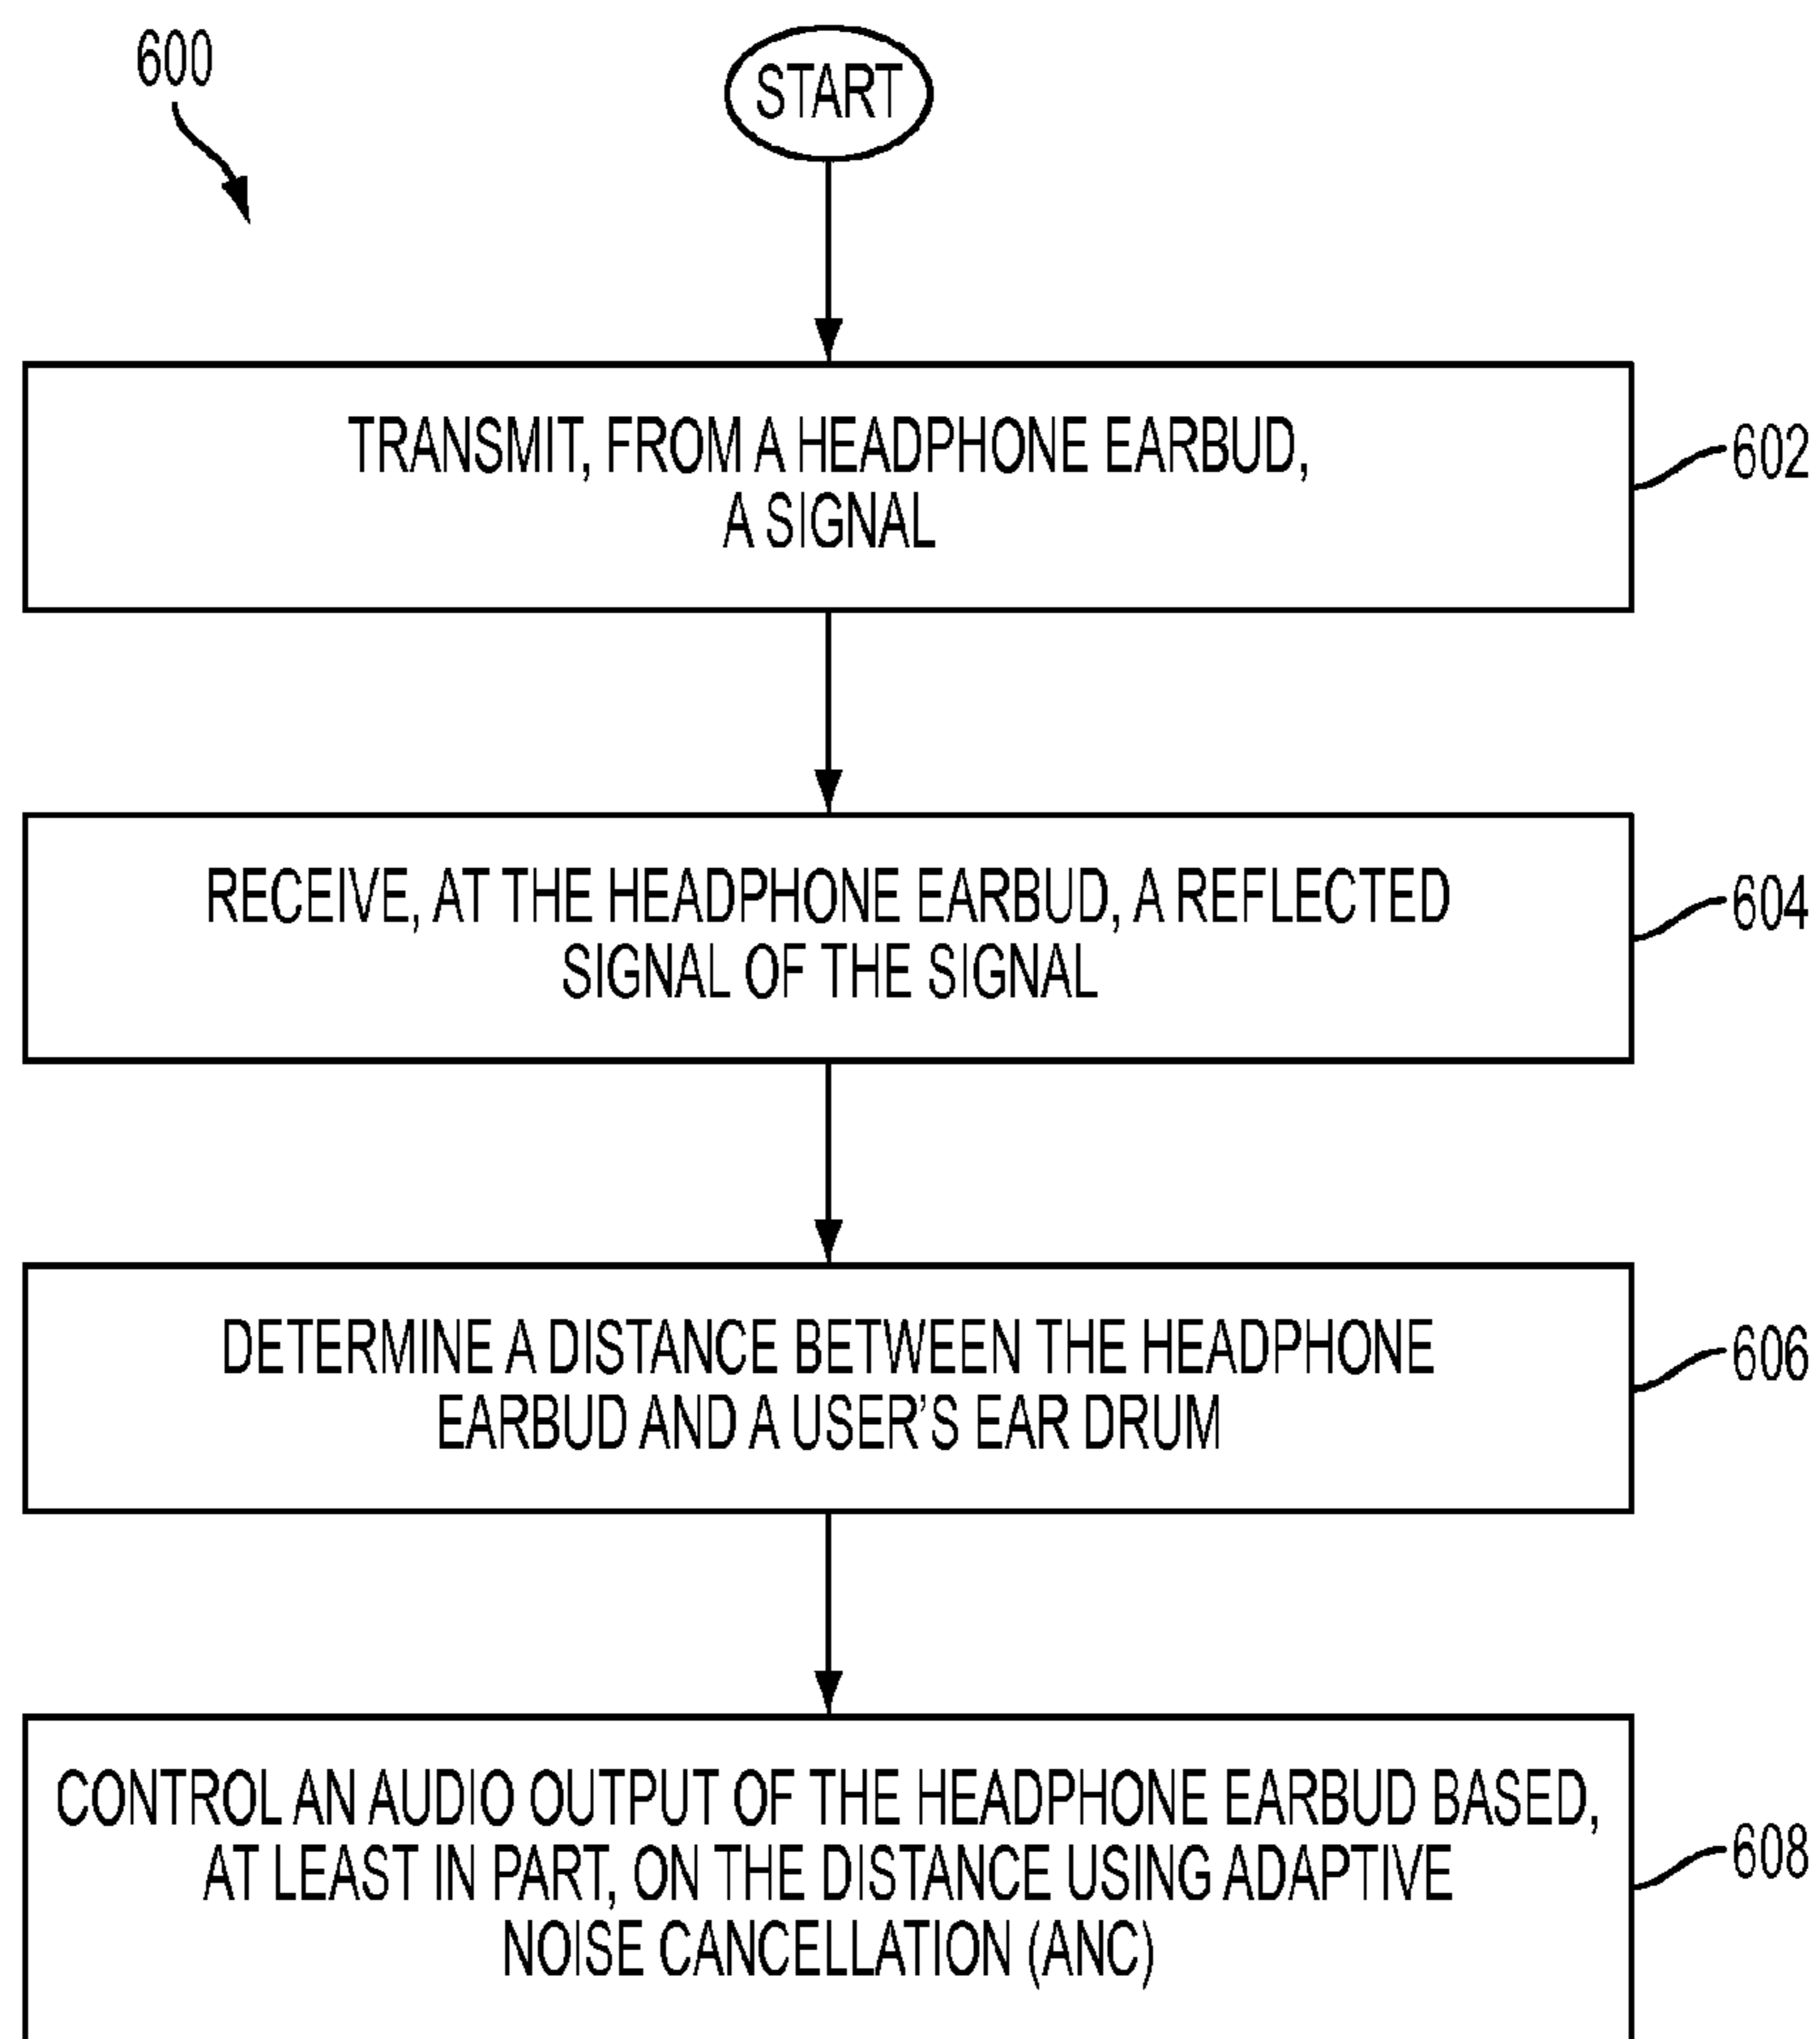 600
START
TRANSMIT, FROM A HEADPHONE EARBUD,
A SIGNAL
602
RECEIVE, AT THE HEADPHONE EARBUD, A REFLECTED
SIGNAL OF THE SIGNAL
604
DETERMINE A DISTANCE BETWEEN THE HEADPHONE
EARBUD AND A USER'S EAR DRUM
606
CONTROL AN AUDIO OUTPUT OF THE HEADPHONE EARBUD BASED,
AT LEAST IN PART, ON THE DISTANCE USING ADAPTIVE
NOISE CANCELLATION (ANC)
608